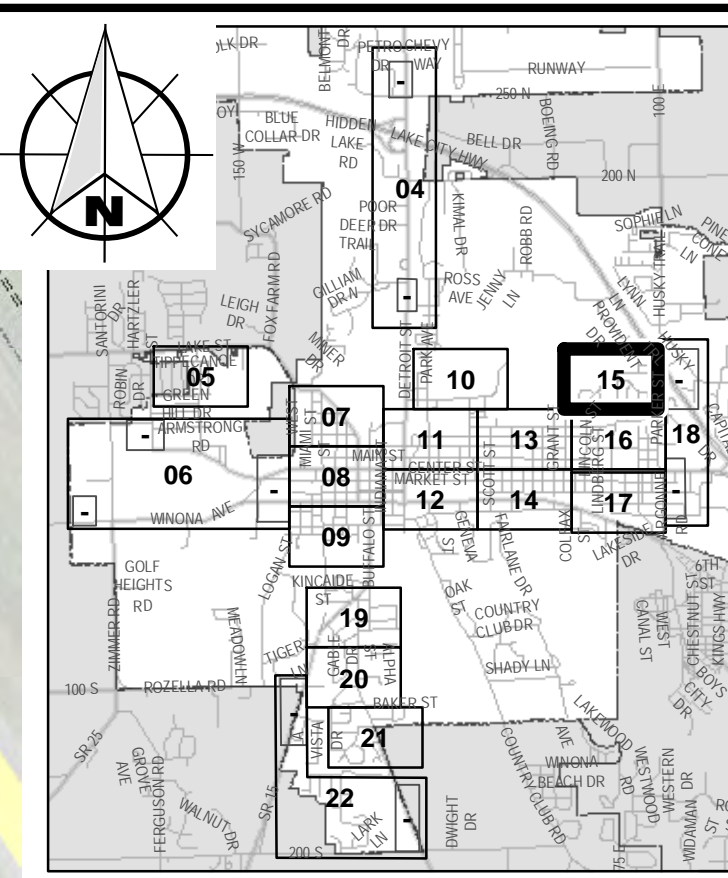 N
PETRO
DR
CHEVY
WAY
BELMONT
DR
RUNWAY
250 N
100 E
BLUE
COLLAR DR
150 W
HIDDEN
LAKE
RD
LAKE CITY HWY
BELL DR
BOEING RD
200 N
04
SYCAMORE RD
POOR
DEER DR
TRAIL
KIMAL DR
ROBB RD
SOPHIE LN
PINE
CONE
LN
HUSKY TRAIL
GILLIAM
DR N
ROSS
AVE
JENNY
LN
LYNN
LN
PROVIDENT
DR
SANTORINI
DR
HARTZLER
ST
LEIGH
DR
FOX FARM RD
MINER
DR
DETROIT ST
PARK AVE
LAKE ST
TIPPECANOE
05
ROBIN
DR
GREEN
HILL DR
ARMSTRONG
RD
10
15
HUSKY
PARKER ST
CAPITAL
DR
07
WEST
MIAMI ST
ST
11
13
16
18
GRANT ST
LINCOLN
ST
LINDBERG ST
MAIN ST
CENTER ST
MARKET ST
SCOTT ST
INDIANA ST
06
08
12
14
17
WINONA AVE
09
BUFFALO ST
LOGAN ST
GENEVA
ST
FAIRLANE DR
COLFAX
ST
ARGONNE
RD
LAKESIDE
DR
GOLF
HEIGHTS
RD
KINCAIDE
ST
OAK
ST
COUNTRY
CLUB DR
6TH
ST
CHESTNUT ST
KINGS HWY
WEST
CANAL ST
ZIMMER RD
MEADOW LN
TIGER
LN
19
GABLE
DR
ST
ALPHA
20
SHADY LN
BOYS
CITY
DR
100 S
ROZELLA RD
BAKER ST
LAKEWOOD
AVE
VISTA
DR
21
SR 25
GROVE
AVE
FERGUSON RD
WALNUT DR
SR 15
COUNTRY CLUB RD
WINONA
BEACH DR
RD
WESTWOOD
WESTERN
DR
WIDAMAN
ST
22
LARK
LN
DWIGHT
DR
200 S
75 E